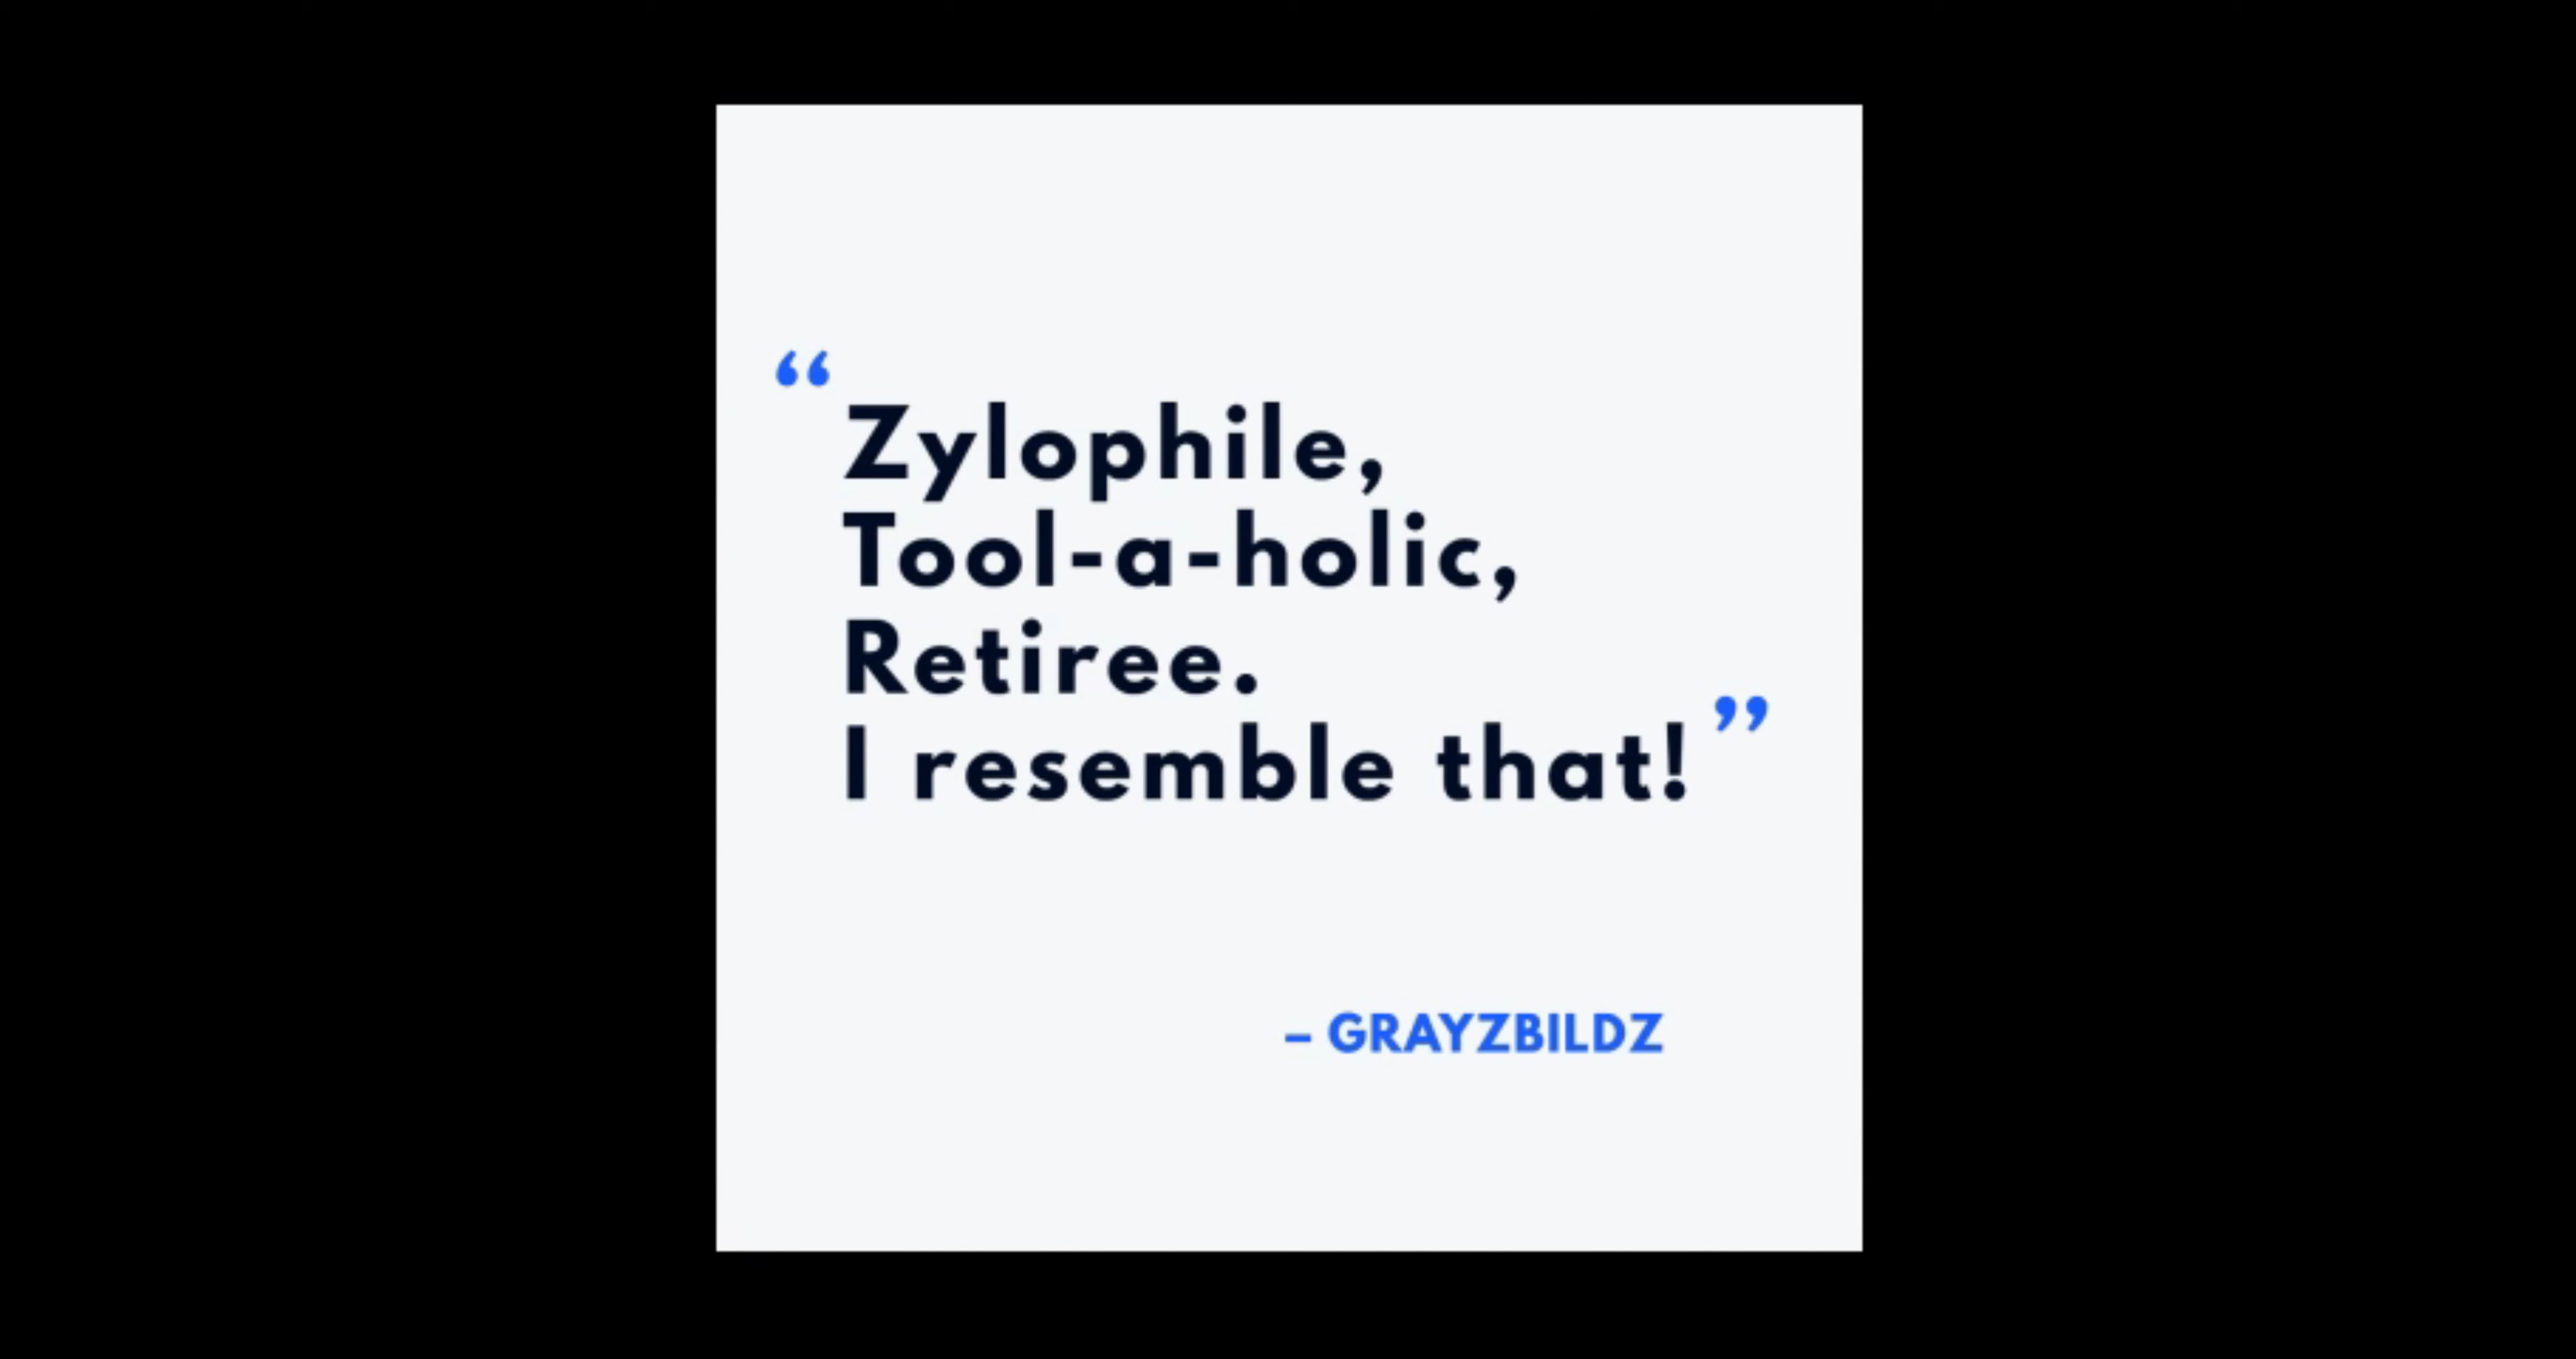 “Zylophile,
Tool-a-holic,
Retiree.
I resemble that!”
– GRAYZBILDZ